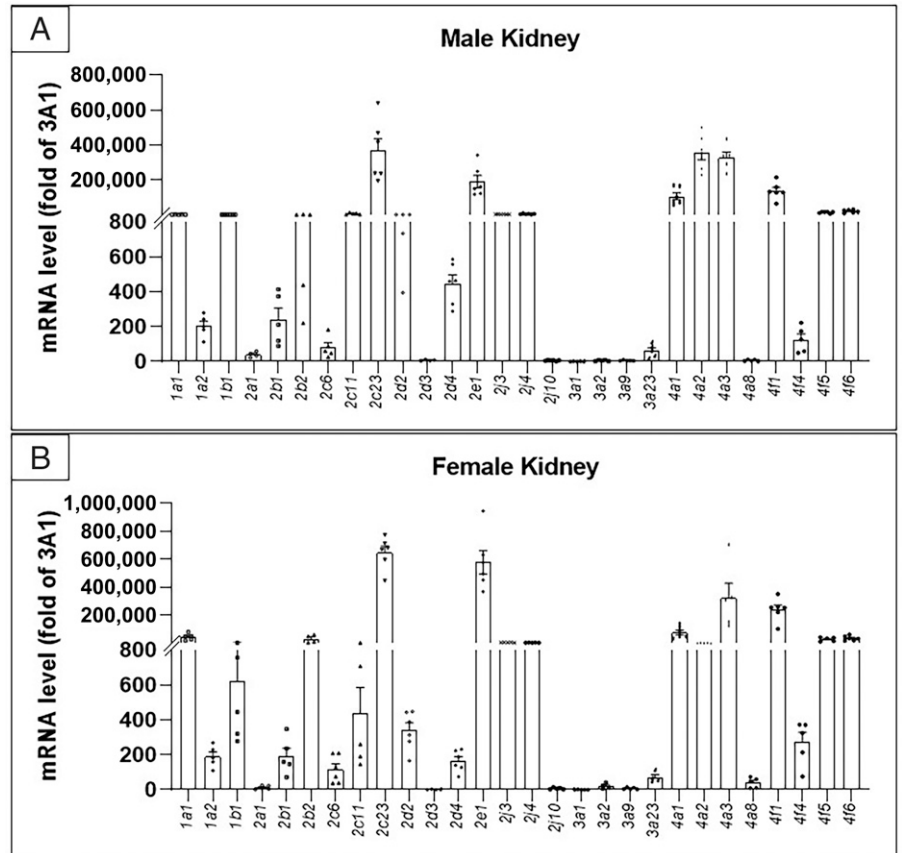 A
Male Kidney
mRNA level (fold of 3A1)
800,000
600,000
400,000
200,000
800
600
400
200
0
1a1 1a2 1b1 2a1 2b1 2b2 2c6 2c11 2c23 2d2 2d3 2d4 2e1 2j3 2j4 2j10 3a1 3a2 3a9 3a23 4a1 4a2 4a3 4a8 4f1 4f4 4f5 4f6
B
Female Kidney
mRNA level (fold of 3A1)
1,000,000
800,000
600,000
400,000
200,000
800
600
400
200
0
1a1 1a2 1b1 2a1 2b1 2b2 2c6 2c11 2c23 2d2 2d3 2d4 2e1 2j3 2j4 2j10 3a1 3a2 3a9 3a23 4a1 4a2 4a3 4a8 4f1 4f4 4f5 4f6